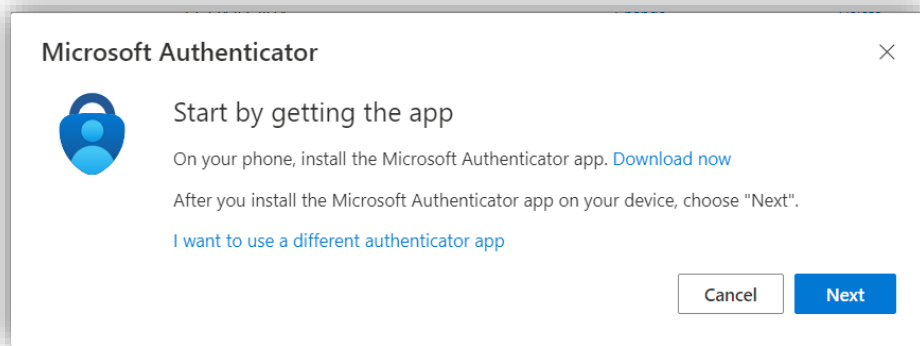 Microsoft Authenticator
Start by getting the app
On your phone, install the Microsoft Authenticator app. Download now
After you install the Microsoft Authenticator app on your device, choose "Next".
I want to use a different authenticator app
Cancel
Next